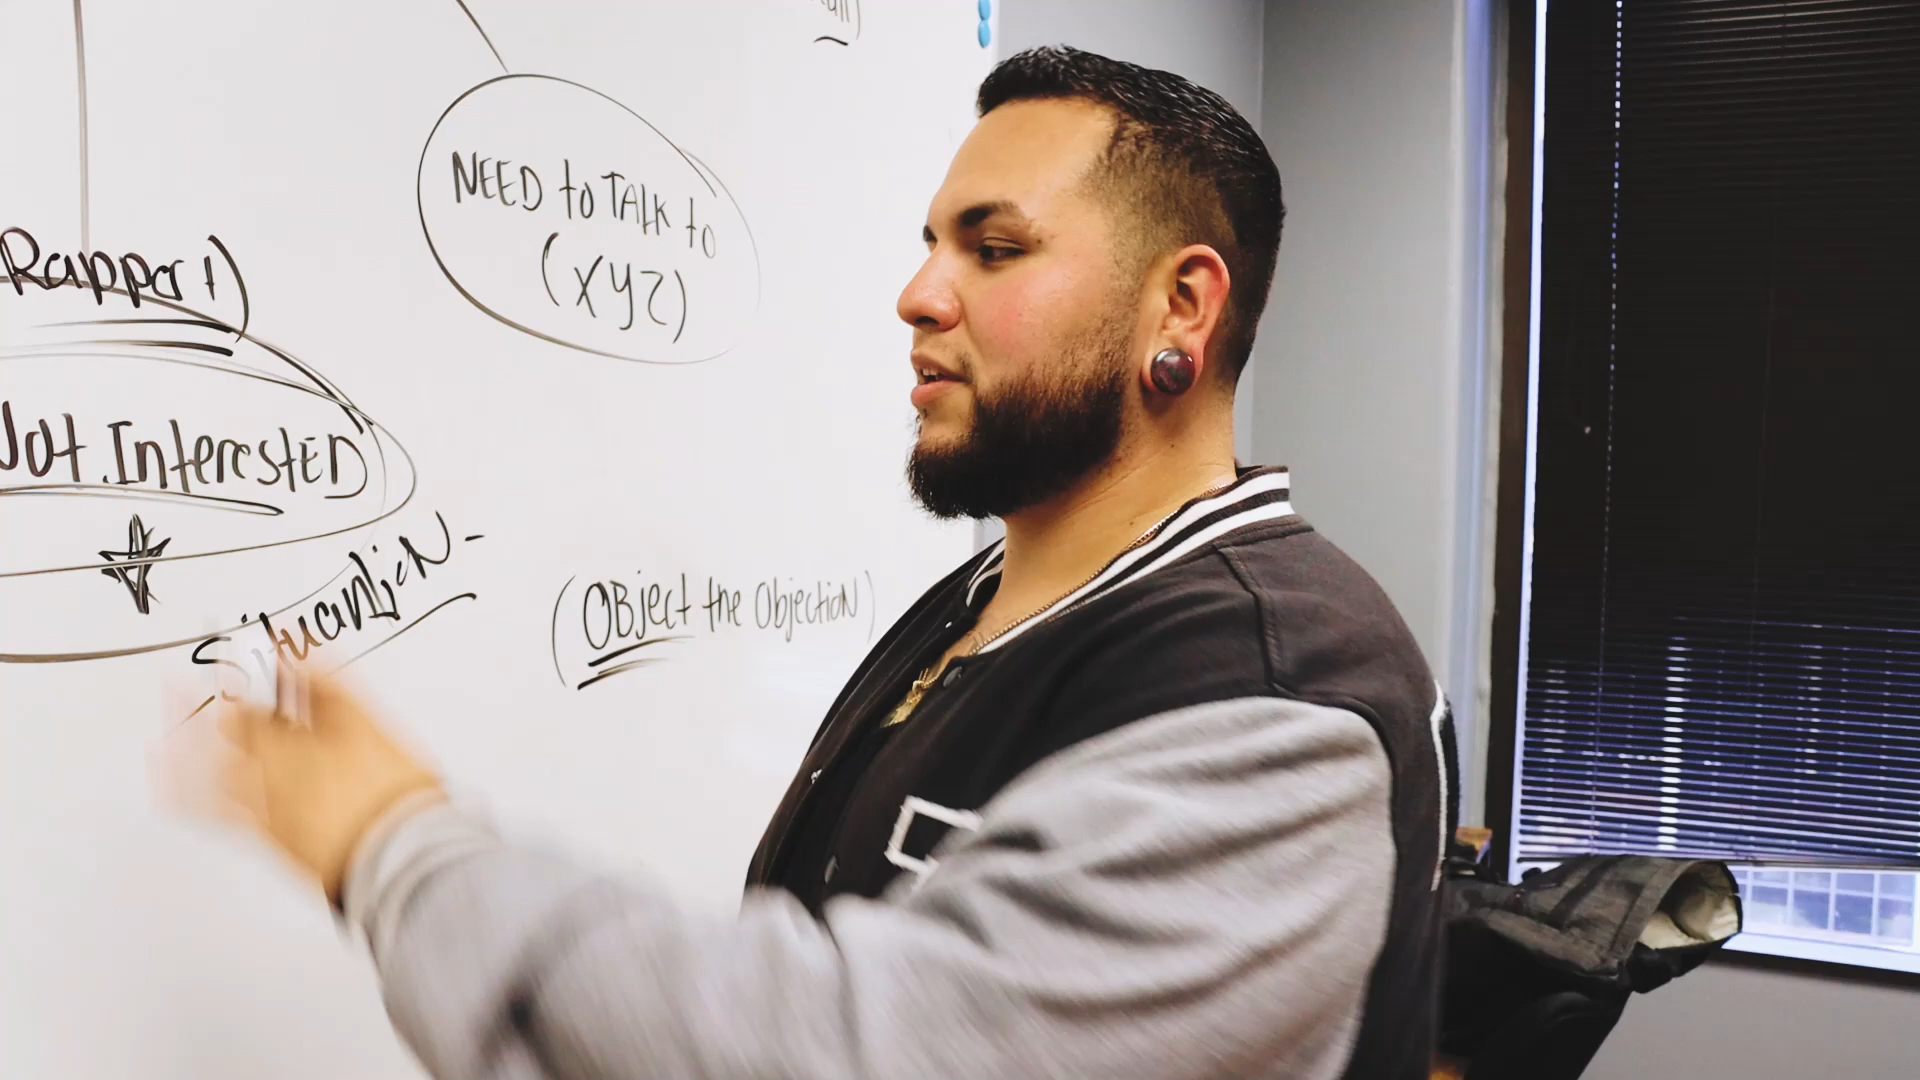 NEED to TALK to
(XYZ)
Rapport)
Not Interested
Situation-
(Object the Objection)